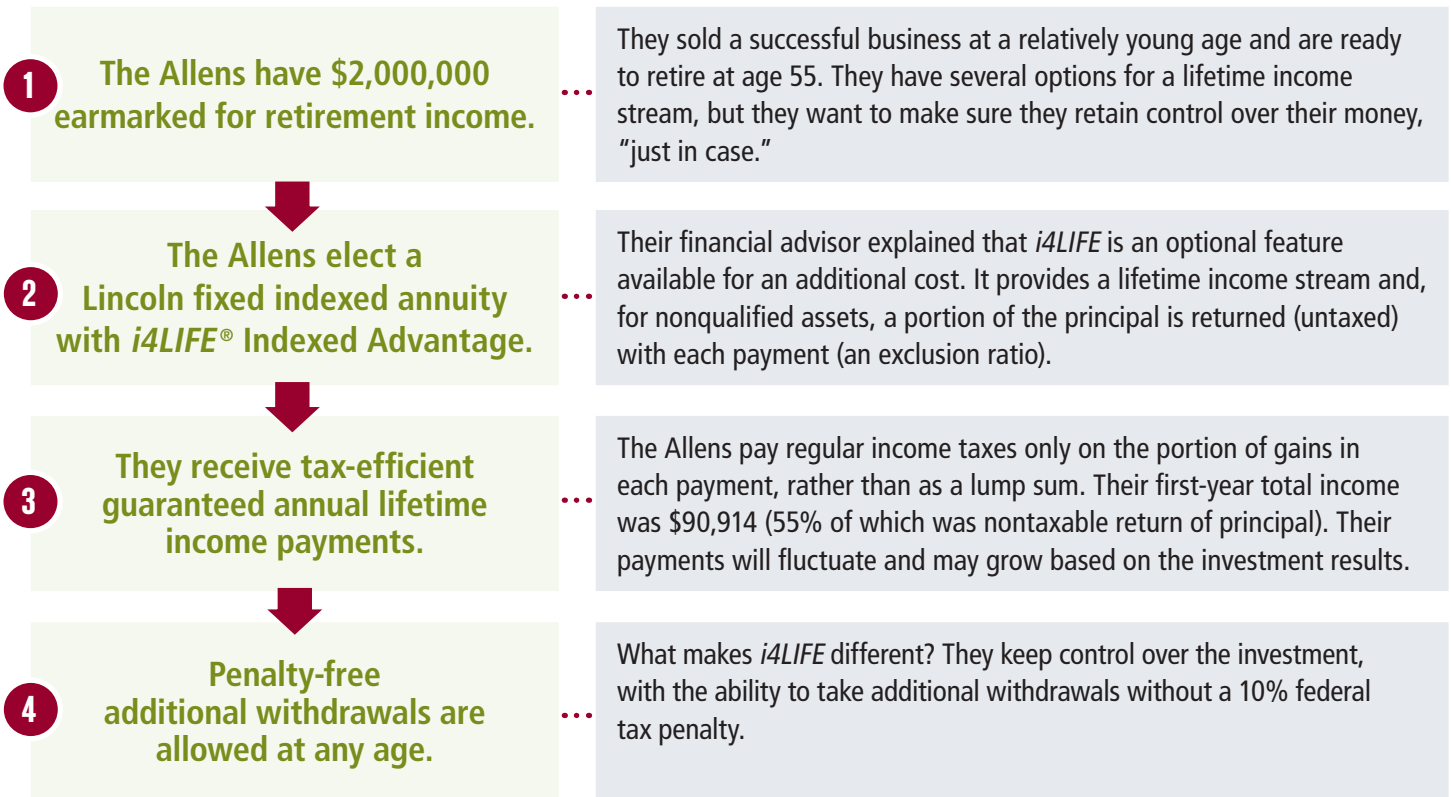 1
The Allens have $2,000,000
earmarked for retirement income.
They sold a successful business at a relatively young age and are ready
to retire at age 55. They have several options for a lifetime income
stream, but they want to make sure they retain control over their money,
“just in case.”
2
The Allens elect a
Lincoln fixed indexed annuity
with i4LIFE® Indexed Advantage.
Their financial advisor explained that i4LIFE is an optional feature
available for an additional cost. It provides a lifetime income stream and,
for nonqualified assets, a portion of the principal is returned (untaxed)
with each payment (an exclusion ratio).
3
They receive tax-efficient
guaranteed annual lifetime
income payments.
The Allens pay regular income taxes only on the portion of gains in
each payment, rather than as a lump sum. Their first-year total income
was $90,914 (55% of which was nontaxable return of principal). Their
payments will fluctuate and may grow based on the investment results.
4
Penalty-free
additional withdrawals are
allowed at any age.
What makes i4LIFE different? They keep control over the investment,
with the ability to take additional withdrawals without a 10% federal
tax penalty.